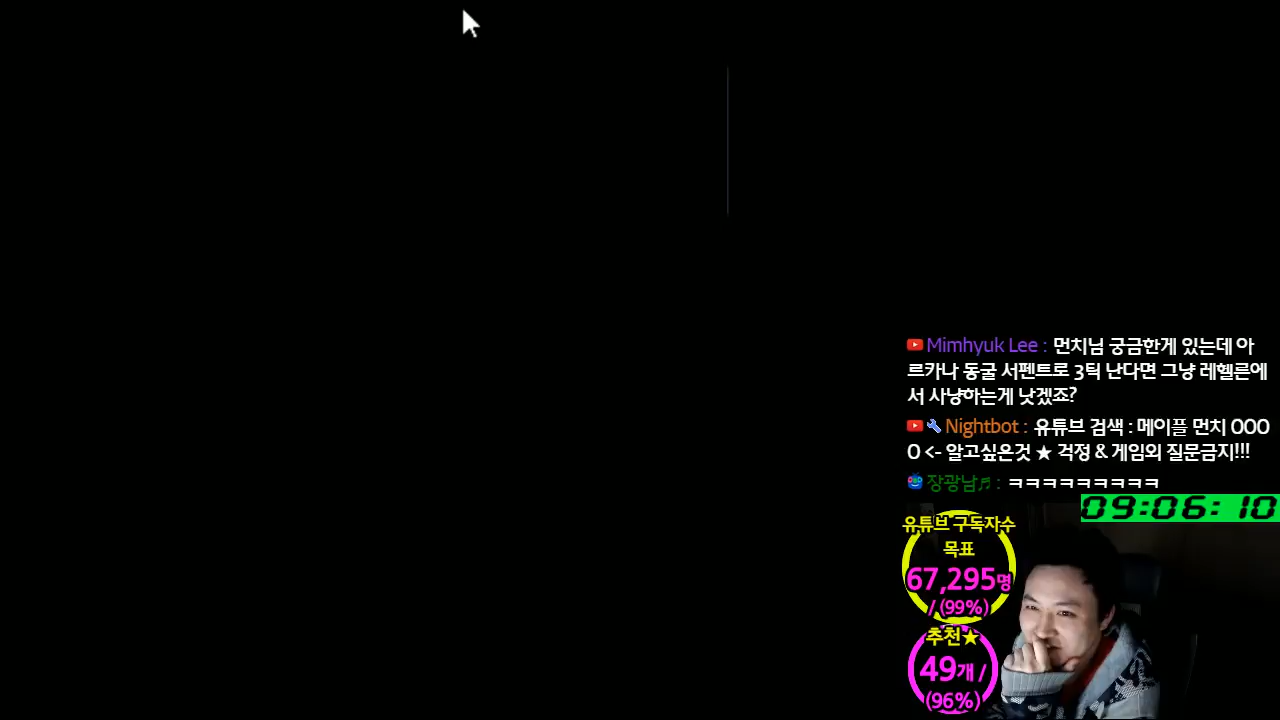 Mimhyuk Lee : 먼치님 궁금한게 있는데 아
르카나 동굴 서펜트로 3틱 난다면 그냥 레헬른에
서 사냥하는게 낫겠죠?
Nightbot : 유튜브 검색 : 메이플 먼치 OOO
O <- 알고싶은것 ★ 걱정 & 게임외 질문금지!!!
장광남♬ : ㅋㅋㅋㅋㅋㅋㅋㅋㅋ
09:06:10
유튜브 구독자수
목표
67,295명
/ (99%)
추천★
49개 /
(96%)